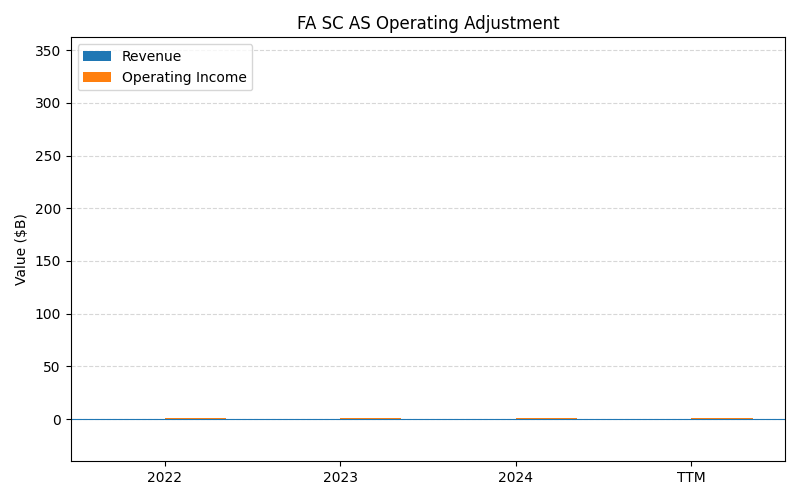 FA SC AS Operating Adjustment
Revenue
Operating Income
Value ($B)
350
300
250
200
150
100
50
0
2022 2023 2024 TTM